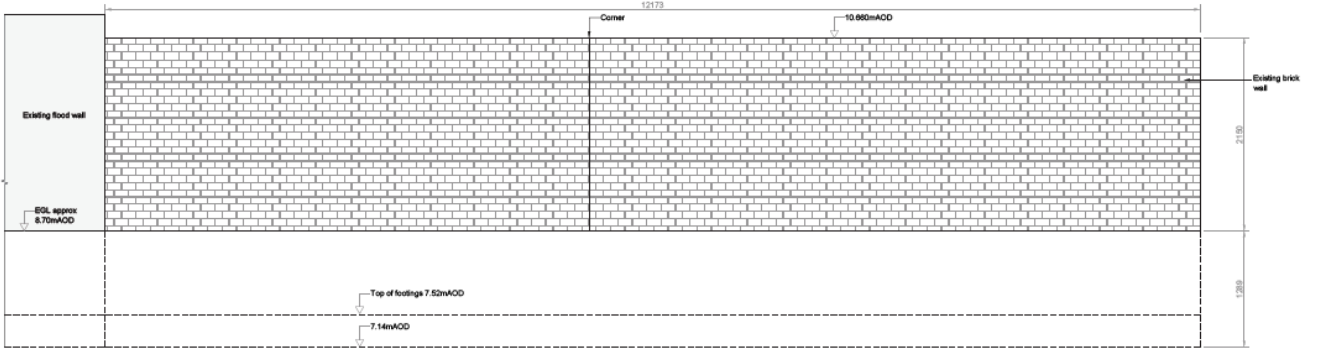 12173
Corner
10.660mAOD
Existing brick
wall
Existing flood wall
2150
EGL approx
8.70mAOD
1289
Top of footings 7.52mAOD
7.14mAOD